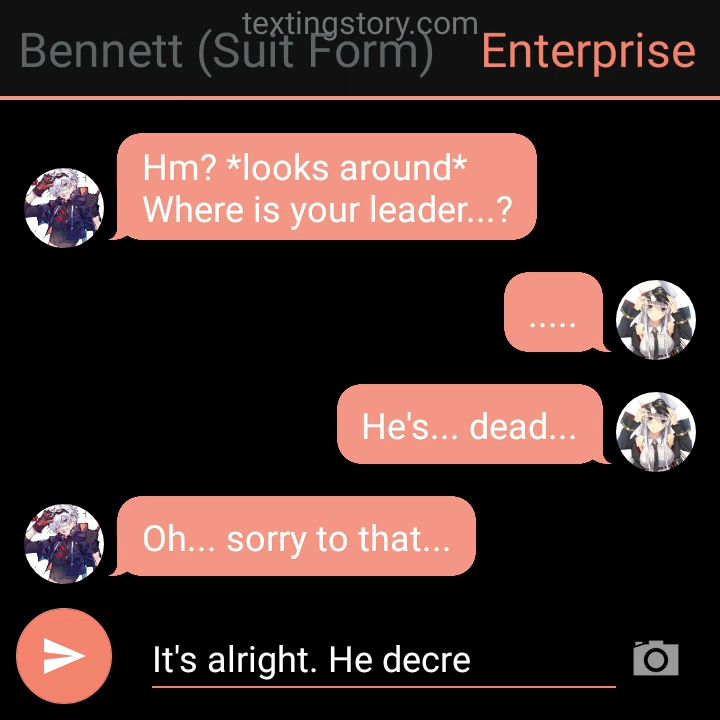 textingstory.com
Bennett (Suit Form) Enterprise
Hm? *looks around*
Where is your leader...?
.....
He's... dead...
Oh... sorry to that...
It's alright. He decre